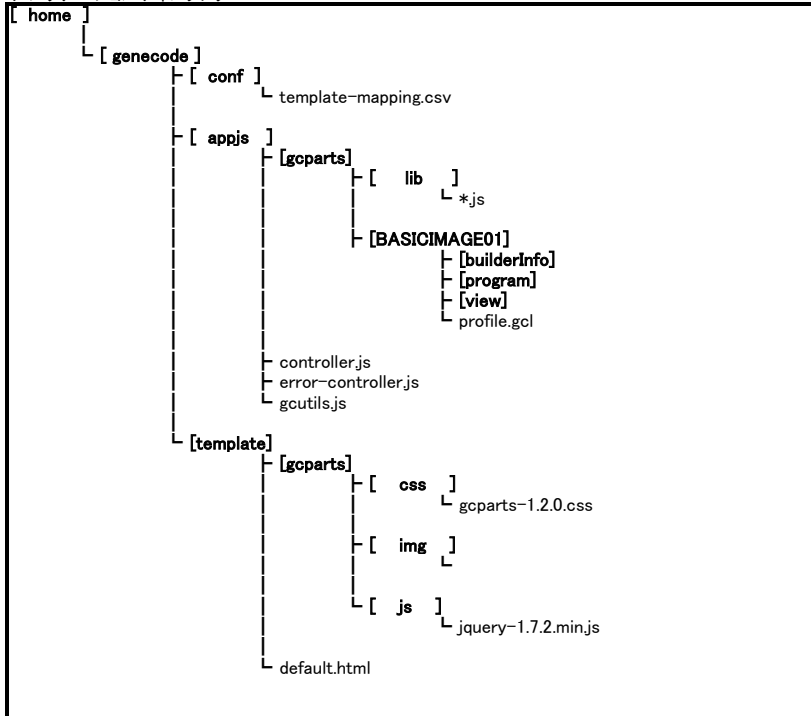 [ home ]
[ genecode ]
[ conf ]
template-mapping.csv
[ appjs ]
[gcparts]
[ lib ]
*.js
[BASICIMAGE01]
[builderInfo]
[program]
[view]
profile.gcl
controller.js
error-controller.js
gcutils.js
[template]
[gcparts]
[ css ]
gcparts-1.2.0.css
[ img ]
[ js ]
jquery-1.7.2.min.js
default.html